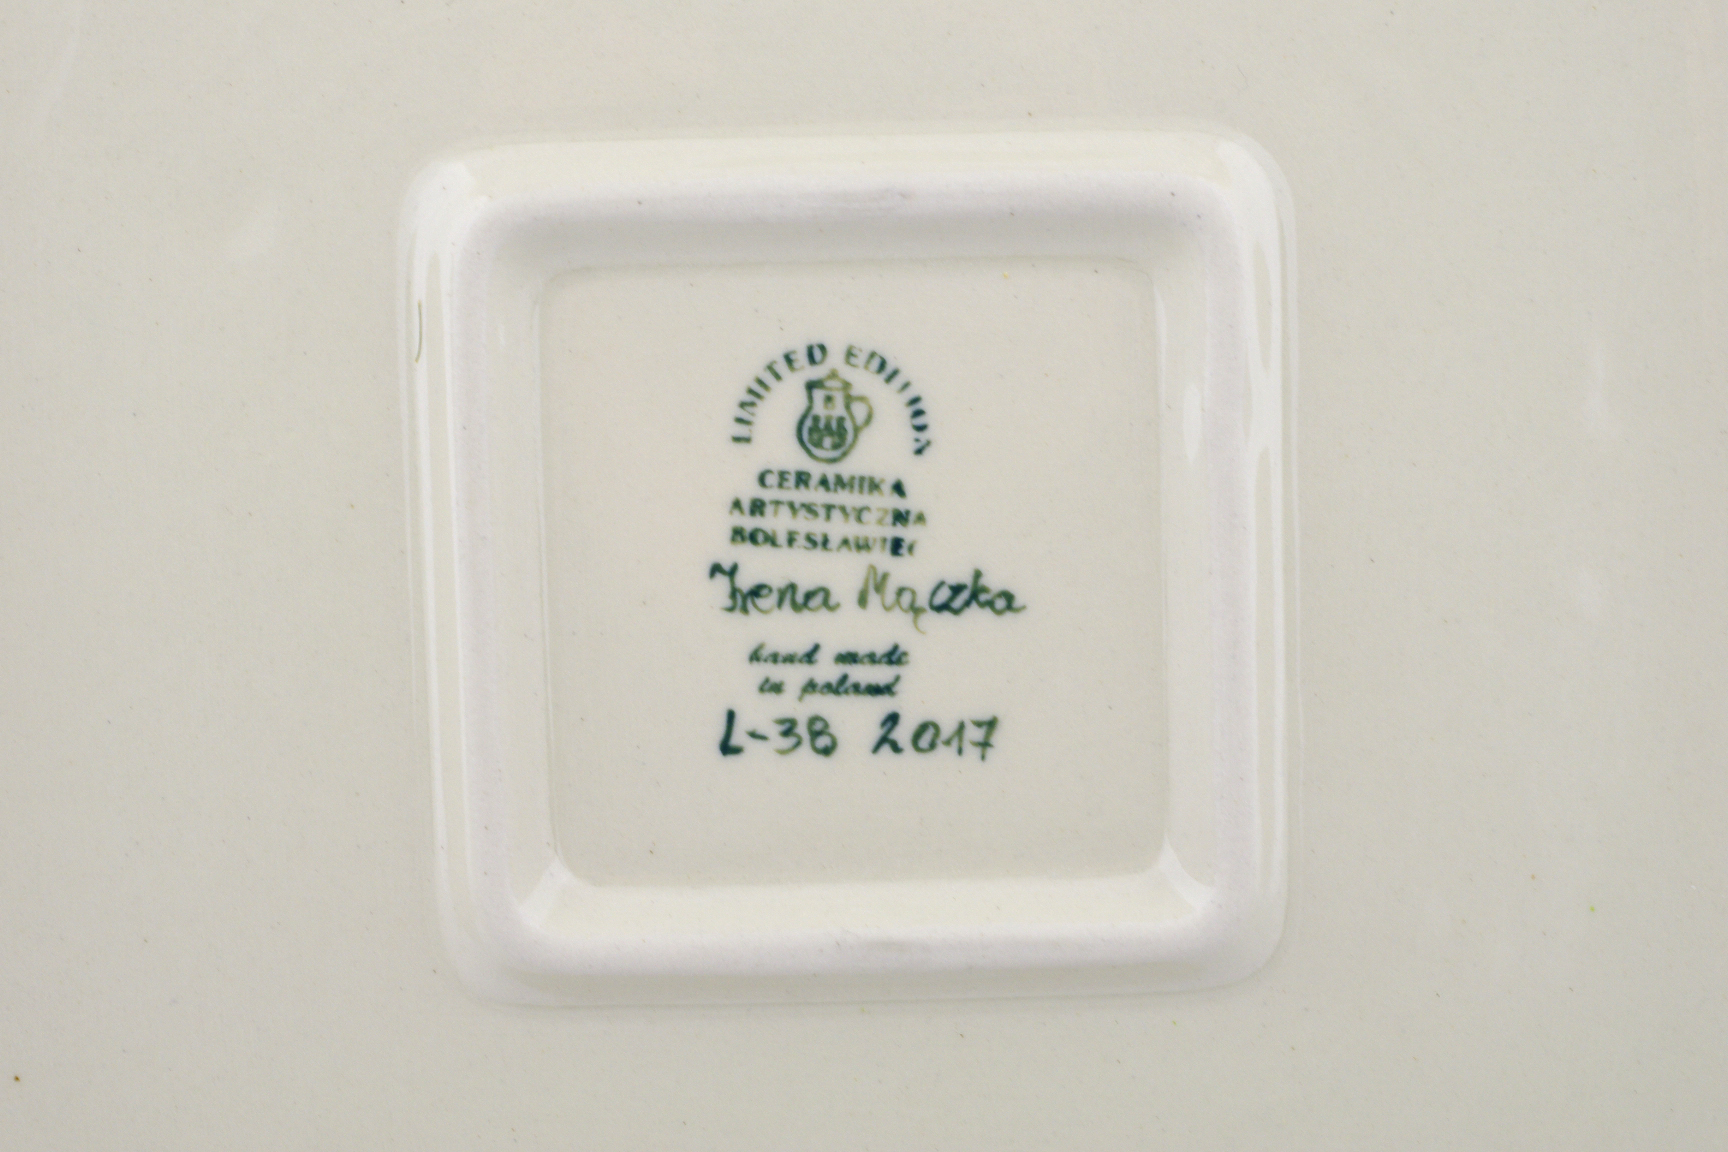 LIMITED EDITION
CERAMIKA
ARTYSTYCZNA
BOLESŁAWIEC
Irena Mączka
hand made
in poland
L-38 2017